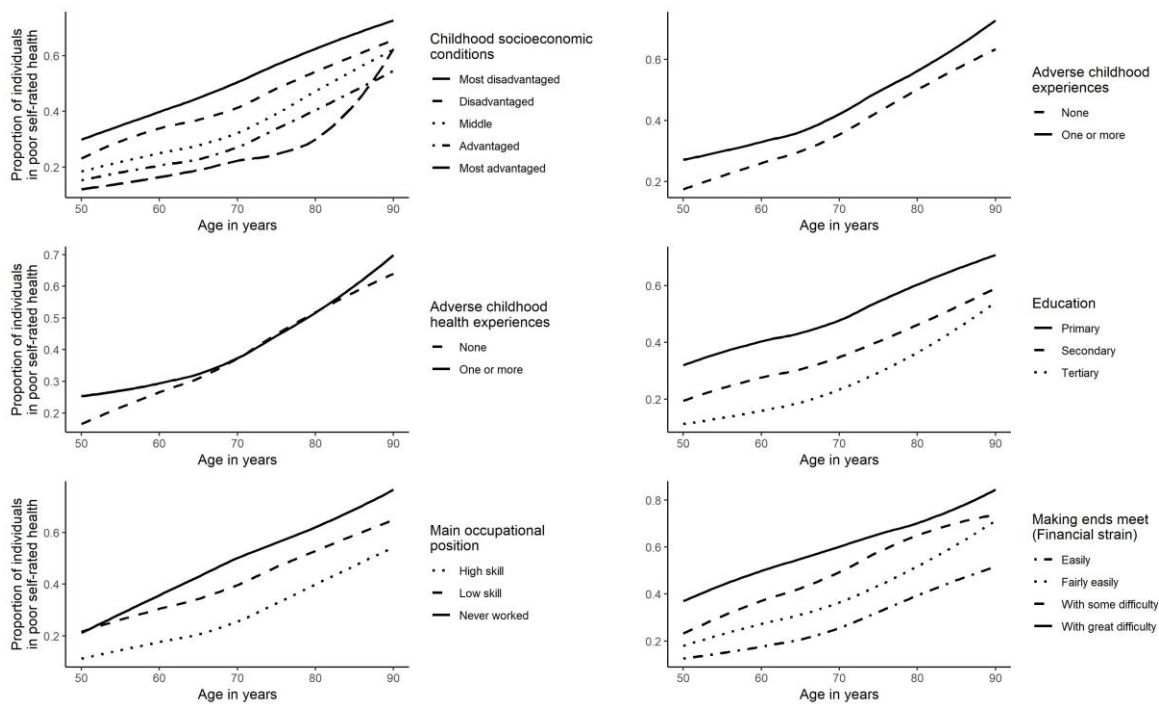 Proportion of individuals
in poor self-rated health
0.6
0.4
0.2
50 60 70 80 90
Age in years
Childhood socioeconomic
conditions
Most disadvantaged
Disadvantaged
Middle
Advantaged
Most advantaged
0.6
0.4
0.2
50 60 70 80 90
Age in years
Adverse childhood
experiences
None
One or more
Proportion of individuals
in poor self-rated health
0.7
0.6
0.5
0.4
0.3
0.2
50 60 70 80 90
Age in years
Adverse childhood
health experiences
None
One or more
0.6
0.4
0.2
50 60 70 80 90
Age in years
Education
Primary
Secondary
Tertiary
Proportion of individuals
in poor self-rated health
0.6
0.4
0.2
50 60 70 80 90
Age in years
Main occupational
position
High skill
Low skill
Never worked
0.8
0.6
0.4
0.2
50 60 70 80 90
Age in years
Making ends meet
(Financial strain)
Easily
Fairly easily
With some difficulty
With great difficulty